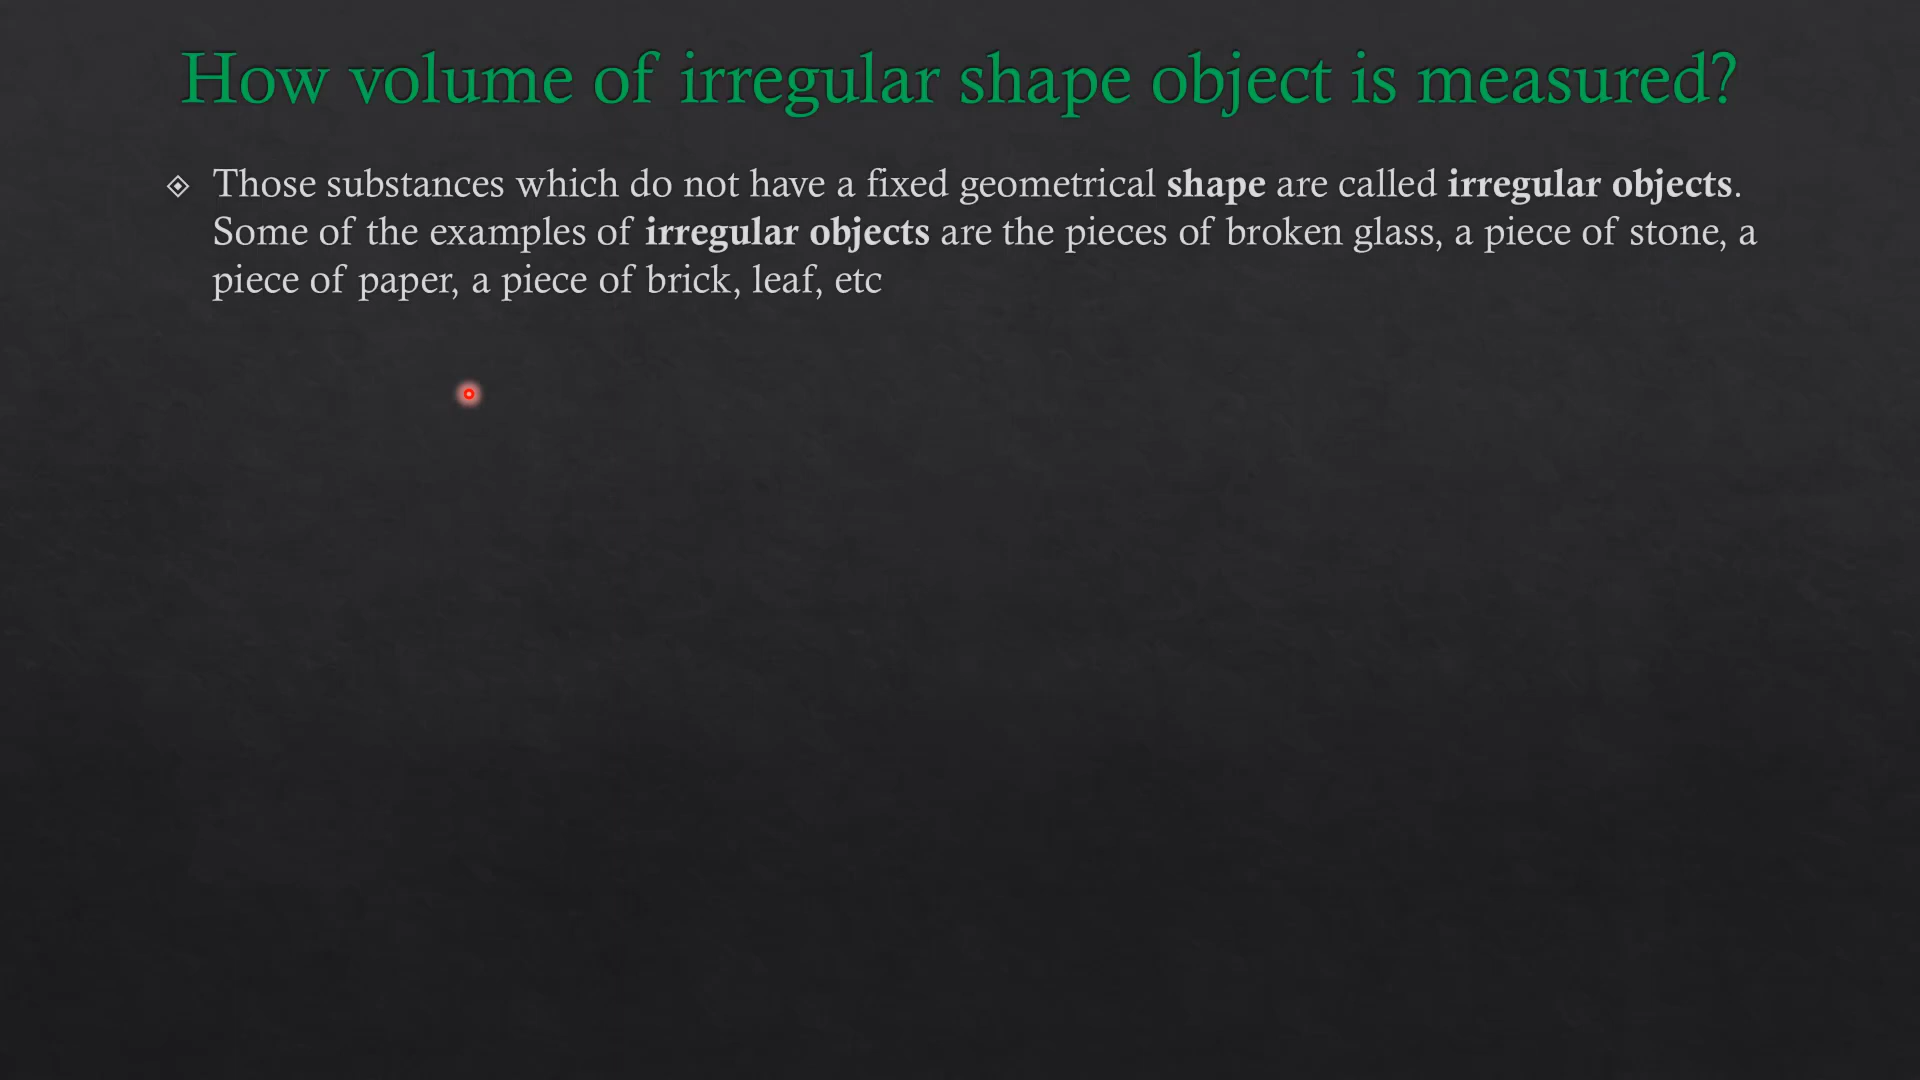 How volume of irregular shape object is measured?
Those substances which do not have a fixed geometrical shape are called irregular objects.
Some of the examples of irregular objects are the pieces of broken glass, a piece of stone, a
piece of paper, a piece of brick, leaf, etc